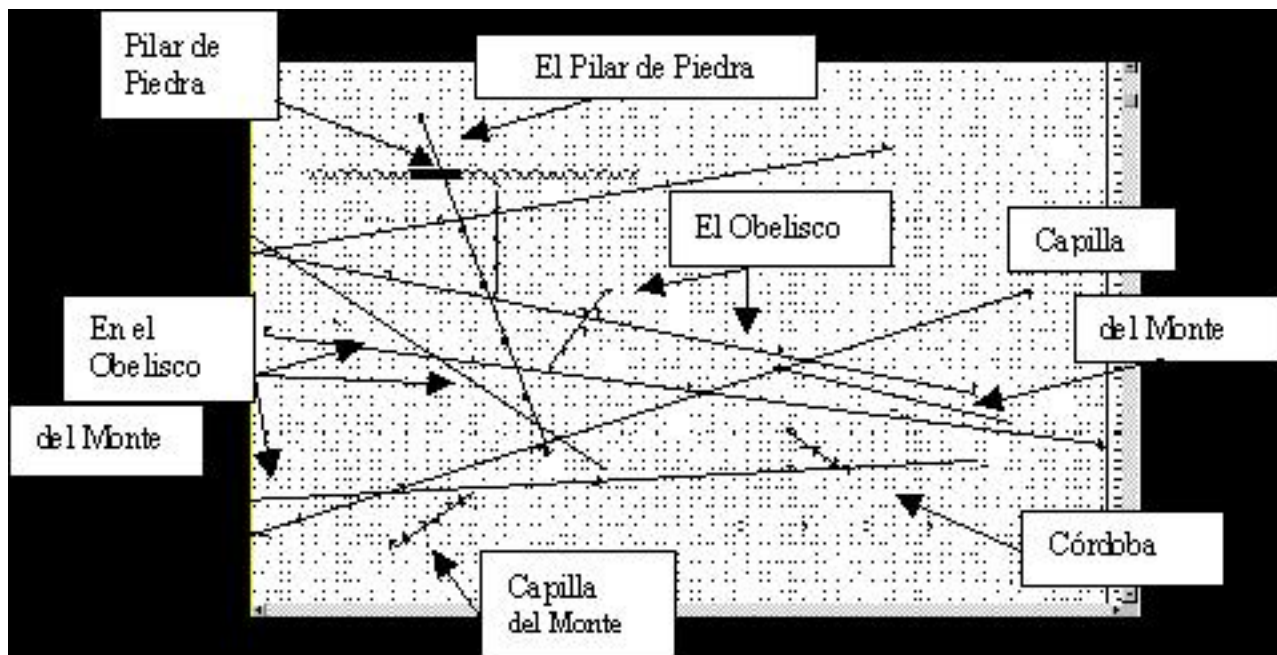 Pilar de
Piedra
El Pilar de Piedra
El Obelisco
Capilla
del Monte
En el
Obelisco
del Monte
Córdoba
Capilla
del Monte